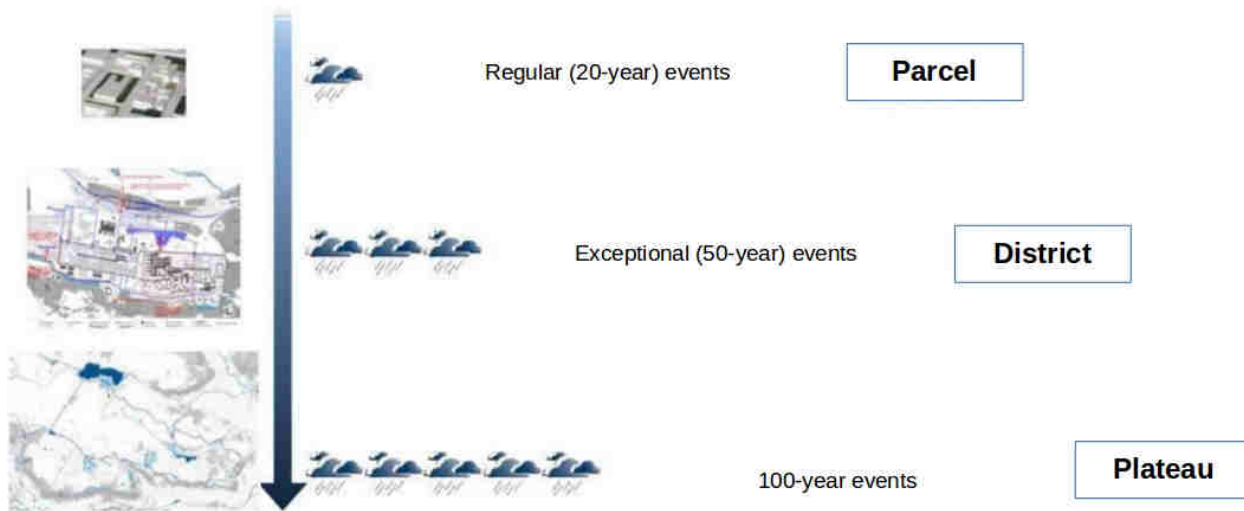 Regular (20-year) events
Parcel
Exceptional (50-year) events
District
100-year events
Plateau